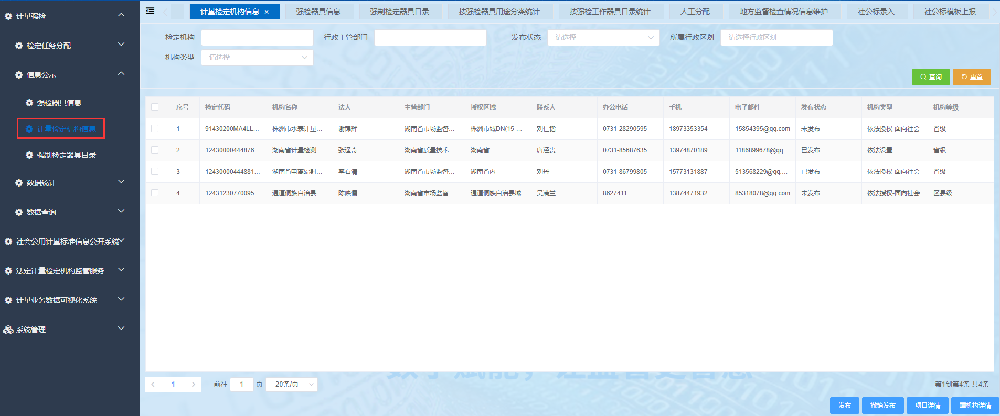 计量强检
检定任务分配
信息公示
强检器具信息
计量检定机构信息
强制检定器具目录
数据统计
数据查询
社会公用计量标准信息公开系统
法定计量检定机构监管服务
计量业务数据可视化系统
系统管理
计量检定机构信息 × 强检器具信息 强制检定器具目录 按强检器具用途分类统计 按强检工作器具目录统计 人工分配 地方监督检查情况信息维护 社公标录入 社公标模板上报
检定机构 行政主管部门 发布状态 请选择 所属行政区划 请选择行政区划
机构类型 请选择
查询 重置
序号 检定代码 机构名称 法人 主管部门 授权区域 联系人 办公电话 手机 电子邮件 发布状态 机构类型 机构等级
1 91430200MA4LL... 株洲市水表计量... 谢锦辉 湖南省市场监督... 株洲市域DN(15-... 刘仁锴 0731-28290595 18973353354 15854395@qq.com 未发布 依法授权-面向社会 省级
2 12430000444876... 湖南省计量检测... 张遥奇 湖南省质量技术... 湖南省 唐泾贵 0731-85687635 13974870189 1186899678@qq... 已发布 依法设置 省级
3 12430000444881... 湖南省电离辐射... 李石清 湖南省市场监督... 湖南省内 刘丹 0731-86799805 15773131887 513568229@qq.... 已发布 依法授权-面向社会 省级
4 12431230770095... 通道侗族自治县... 陈映儒 湖南省市场监督... 通道侗族自治县域 吴满兰 8627411 13874471932 85318078@qq.com 未发布 依法授权-面向社会 区县级
1 前往 1 页 20条/页 第1到第4条 共4条
发布 撤销发布 项目详情 机构详情